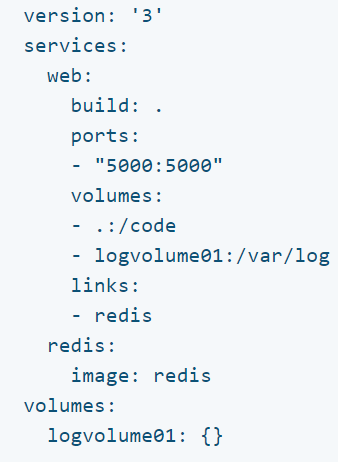 version: '3'
services:
  web:
    build: .
    ports:
    - "5000:5000"
    volumes:
    - .:/code
    - logvolume01:/var/log
    links:
    - redis
  redis:
    image: redis
volumes:
  logvolume01: {}